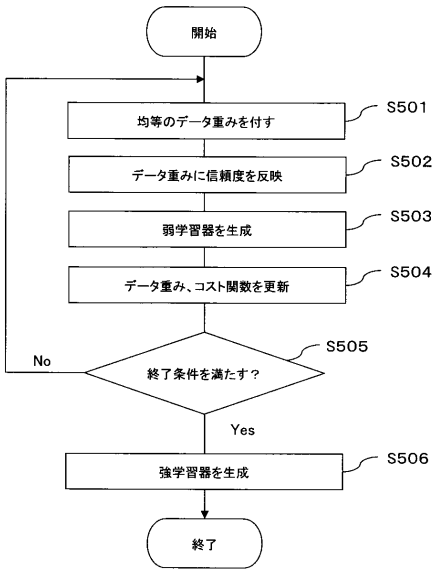 開始
均等のデータ重みを付す
S501
データ重みに信頼度を反映
S502
弱学習器を生成
S503
データ重み、コスト関数を更新
S504
終了条件を満たす？
S505
No
Yes
強学習器を生成
S506
終了